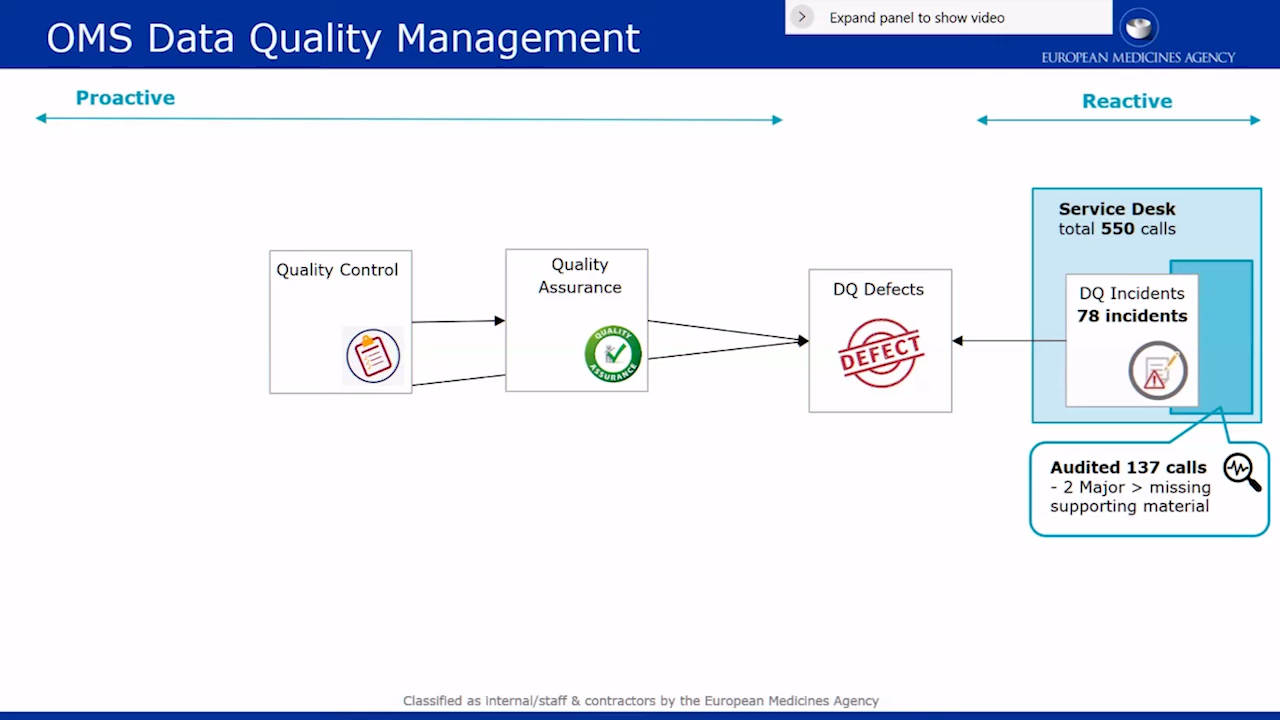 Expand panel to show video
OMS Data Quality Management
EUROPEAN MEDICINES AGENCY
Proactive
Reactive
Service Desk
total 550 calls
Quality Control
Quality
Assurance
QUALITY
ASSURANCE
DQ Defects
DEFECT
DQ Incidents
78 incidents
Audited 137 calls
- 2 Major > missing
supporting material
Classified as internal/staff & contractors by the European Medicines Agency